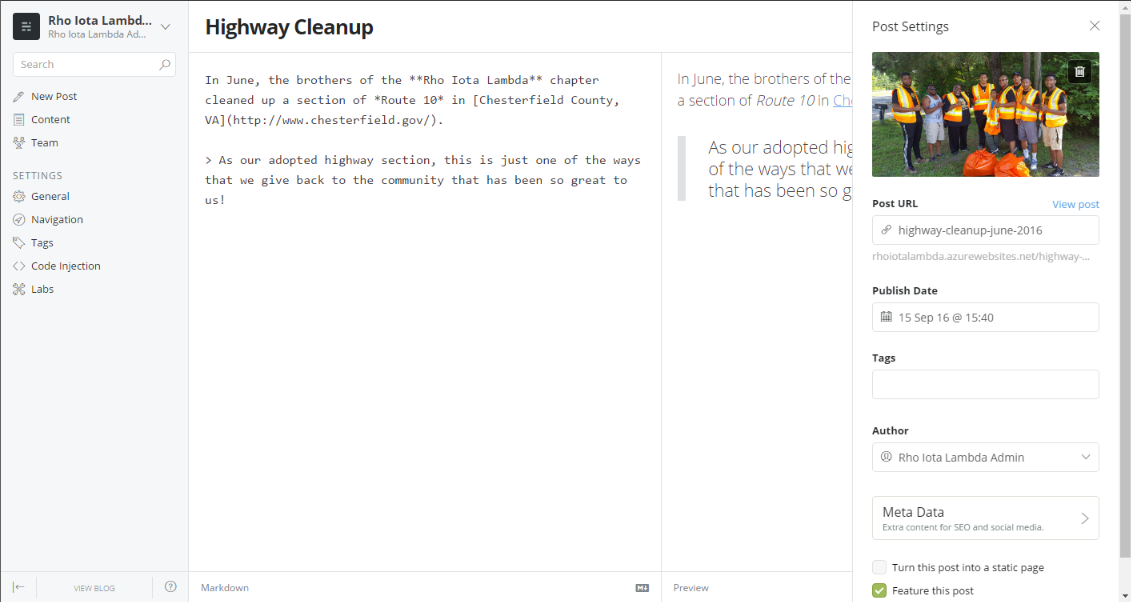 Rho Iota Lambd...
Rho Iota Lambda Ad...
Search
New Post
Content
Team
SETTINGS
General
Navigation
Tags
Code Injection
Labs
VIEW BLOG
Highway Cleanup
In June, the brothers of the **Rho Iota Lambda** chapter
cleaned up a section of *Route 10* in [Chesterfield County,
VA](http://www.chesterfield.gov/).
> As our adopted highway section, this is just one of the ways
that we give back to the community that has been so great to
us!
Markdown
M
In June, the brothers of the
a section of Route 10 in Che
As our adopted hig
of the ways that we
that has been so g
Preview
Post Settings
Post URL
View post
highway-cleanup-june-2016
rhoiotalambda.azurewebsites.net/highway-...
Publish Date
15 Sep 16 @ 15:40
Tags
Author
Rho Iota Lambda Admin
Meta Data
Extra content for SEO and social media.
Turn this post into a static page
Feature this post